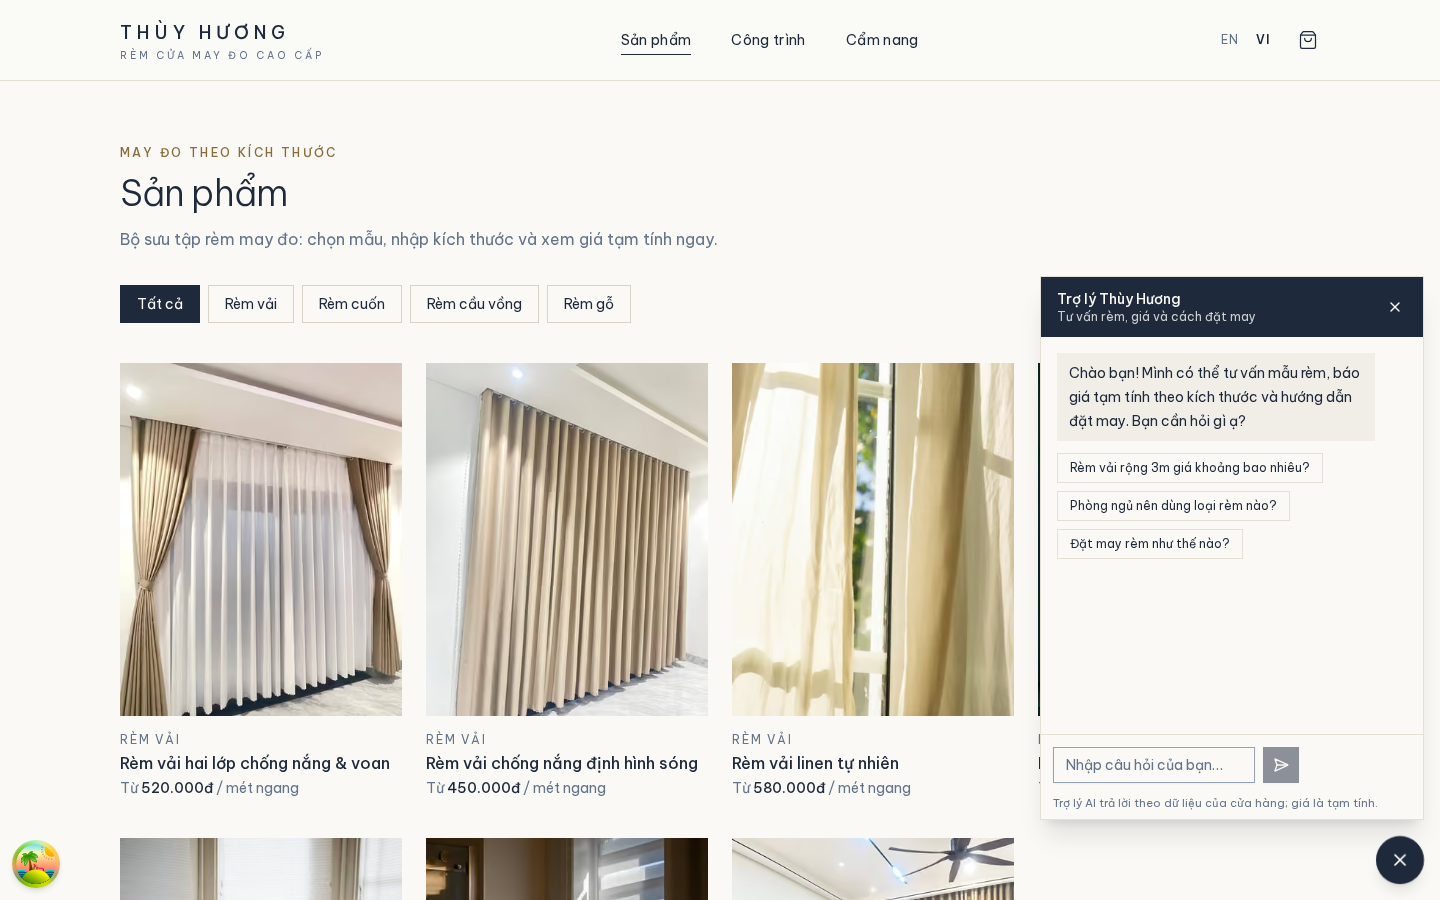 THÙY HƯƠNG
RÈM CỬA MAY ĐO CAO CẤP
Sản phẩm
Công trình
Cẩm nang
EN
VI
MAY ĐO THEO KÍCH THƯỚC
Sản phẩm
Bộ sưu tập rèm may đo: chọn mẫu, nhập kích thước và xem giá tạm tính ngay.
Tất cả
Rèm vải
Rèm cuốn
Rèm cầu vồng
Rèm gỗ
RÈM VẢI
Rèm vải hai lớp chống nắng & voan
Từ 520.000đ / mét ngang
RÈM VẢI
Rèm vải chống nắng định hình sóng
Từ 450.000đ / mét ngang
RÈM VẢI
Rèm vải linen tự nhiên
Từ 580.000đ / mét ngang
Trợ lý Thùy Hương
Tư vấn rèm, giá và cách đặt may
Chào bạn! Mình có thể tư vấn mẫu rèm, báo
giá tạm tính theo kích thước và hướng dẫn
đặt may. Bạn cần hỏi gì ạ?
Rèm vải rộng 3m giá khoảng bao nhiêu?
Phòng ngủ nên dùng loại rèm nào?
Đặt may rèm như thế nào?
Nhập câu hỏi của bạn...
Trợ lý AI trả lời theo dữ liệu của cửa hàng; giá là tạm tính.